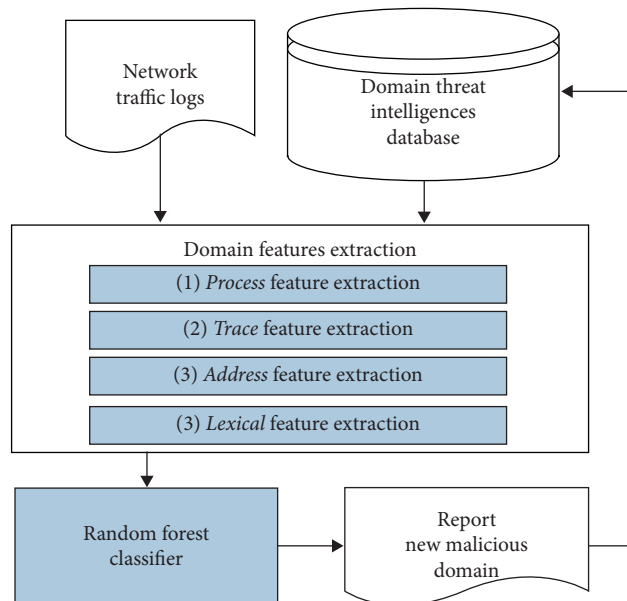 Network
traffic logs
Domain threat
intelligences
database
Domain features extraction
(1) Process feature extraction
(2) Trace feature extraction
(3) Address feature extraction
(3) Lexical feature extraction
Random forest
classifier
Report
new malicious
domain